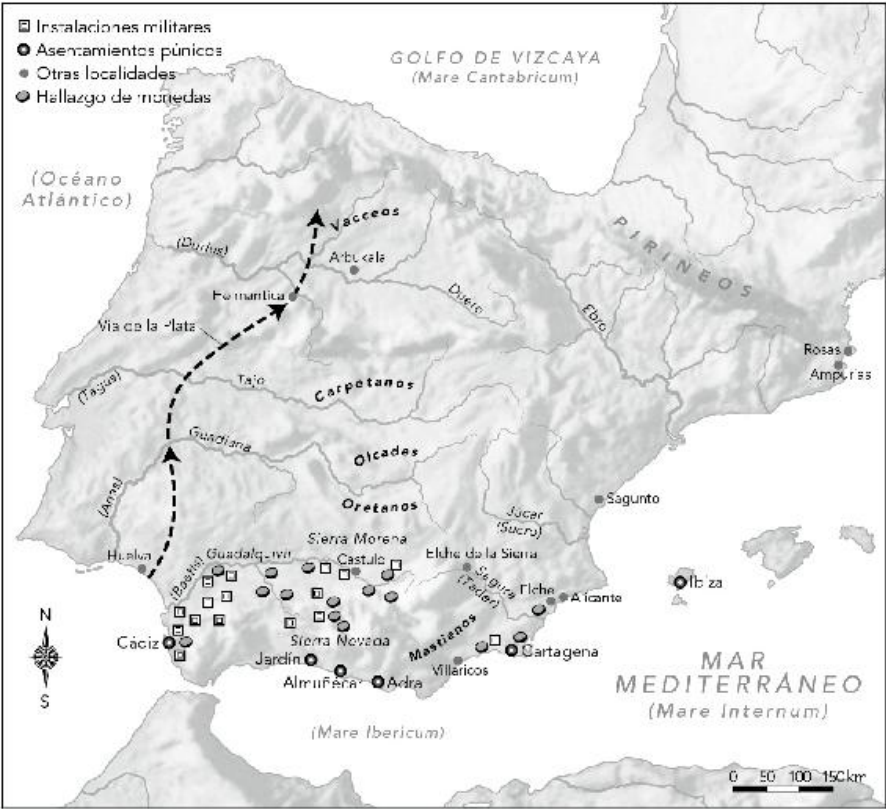 Instalaciones militares
Asentamientos púnicos
Otras localidades
Hallazgo de monedas
GOLFO DE VIZCAYA
(Mare Cantabricum)
(Océano
Atlántico)
PIRINEOS
Vacceos
(Durius)
Arbukala
Duero
Helmantica
Ebro
Vía de la Plata
Rosas
Ampurias
(Tagus)
Tajo
Carpetanos
Guadiana
Olcades
(Anas)
Oretanos
Sagunto
Júcar
(Sucro)
Sierra Morena
Huelva
(Baetis)
Guadalquivir
Castulo
Elche de la Sierra
Segura
(Tader)
Elche
Alicante
Ibiza
N
S
Cádiz
Sierra Nevada
Mastianos
Jardín
Almuñécar
Adra
Villaricos
Cartagena
MAR
MEDITERRÁNEO
(Mare Internum)
(Mare Ibericum)
0 50 100 150km